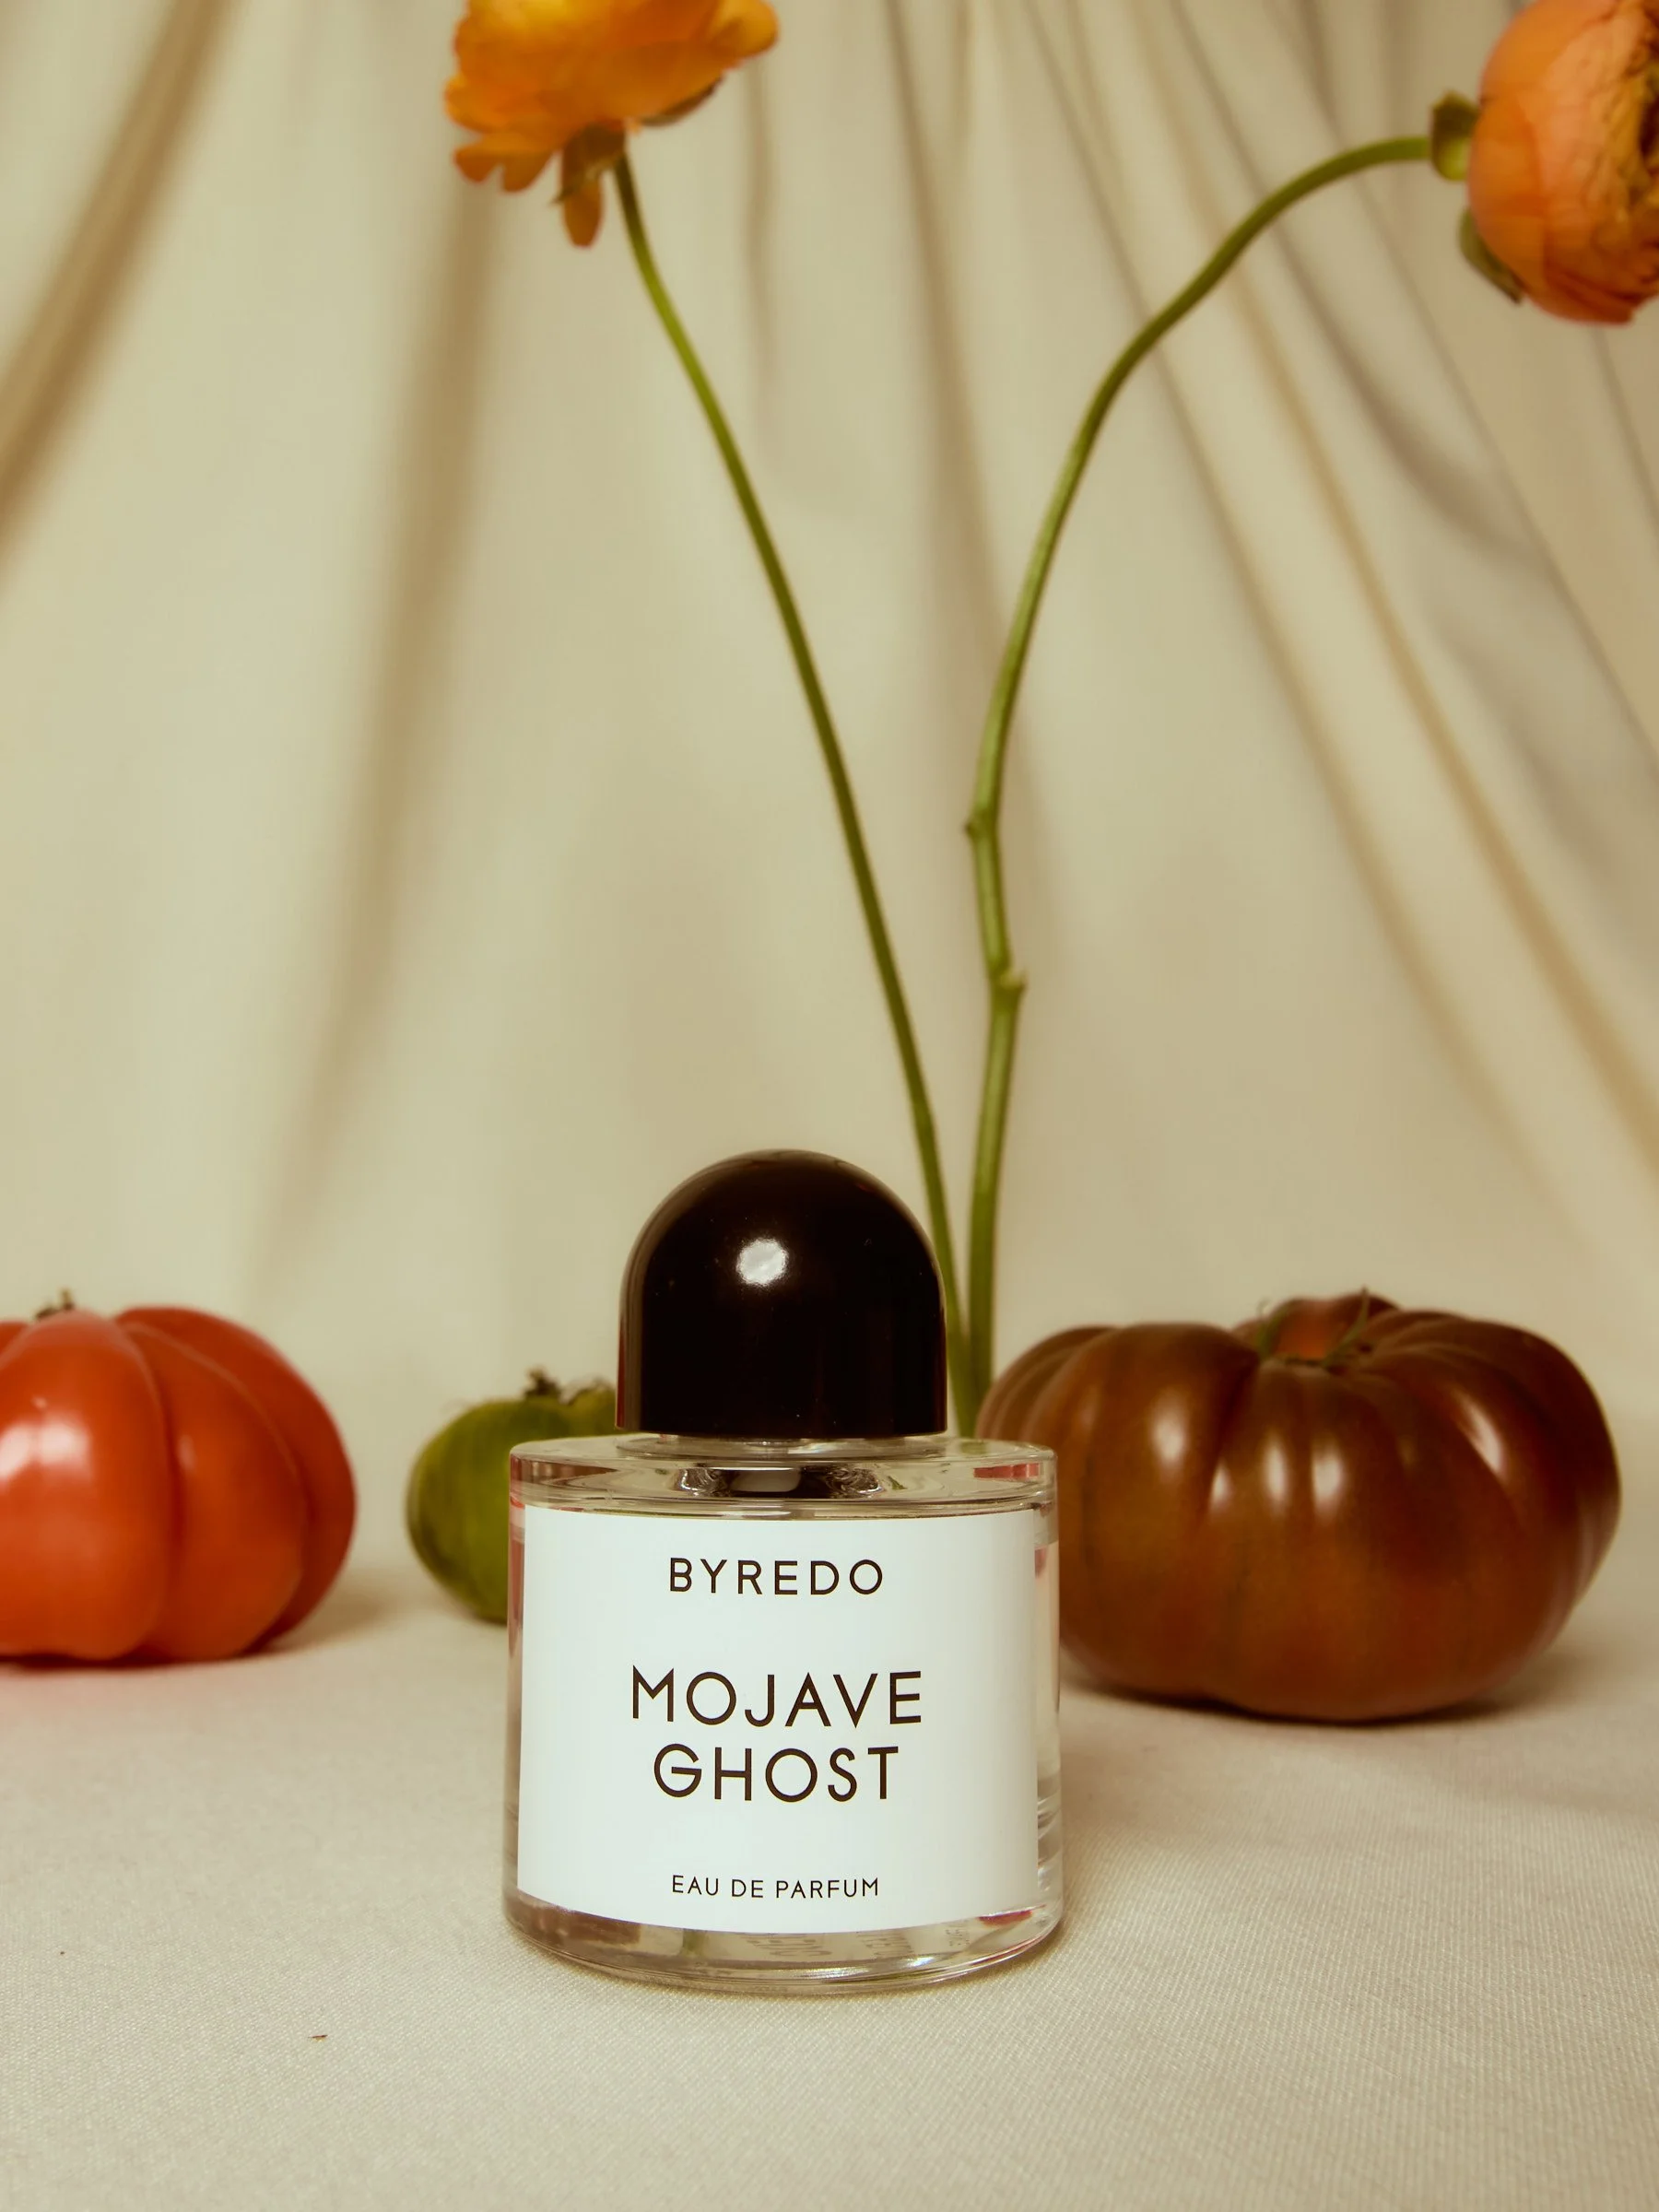 BYREDO
MOJAVE
GHOST
EAU DE PARFUM